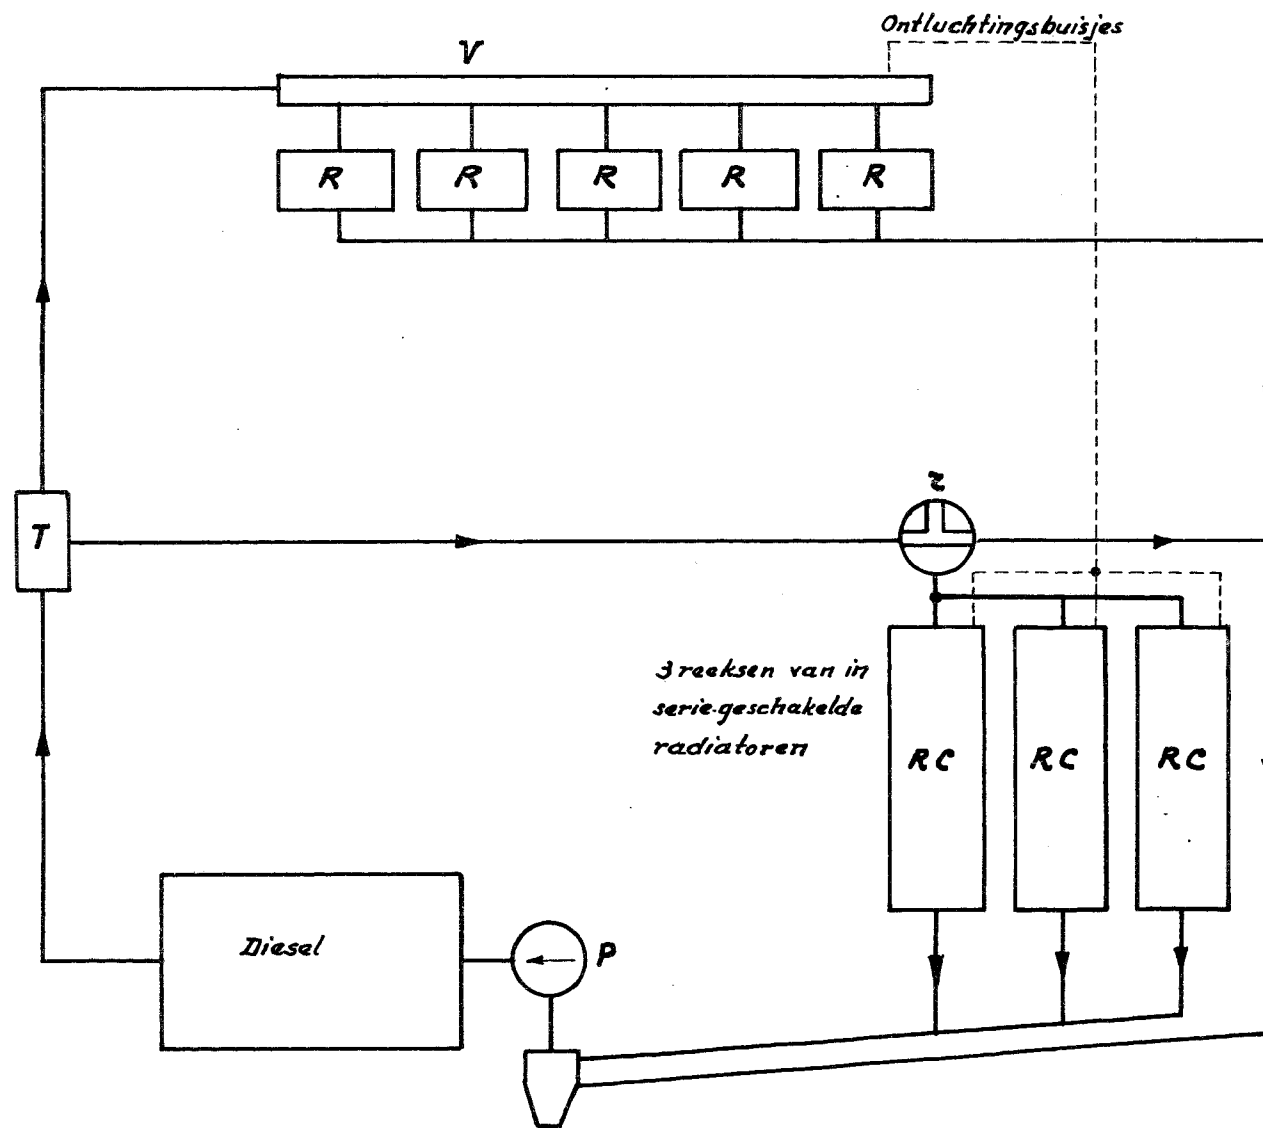 Ontluchtingsbuisjes
V
R R R R R
T
z
3 reeksen van in
serie-geschakelde
radiatoren
RC RC RC
Diesel
P